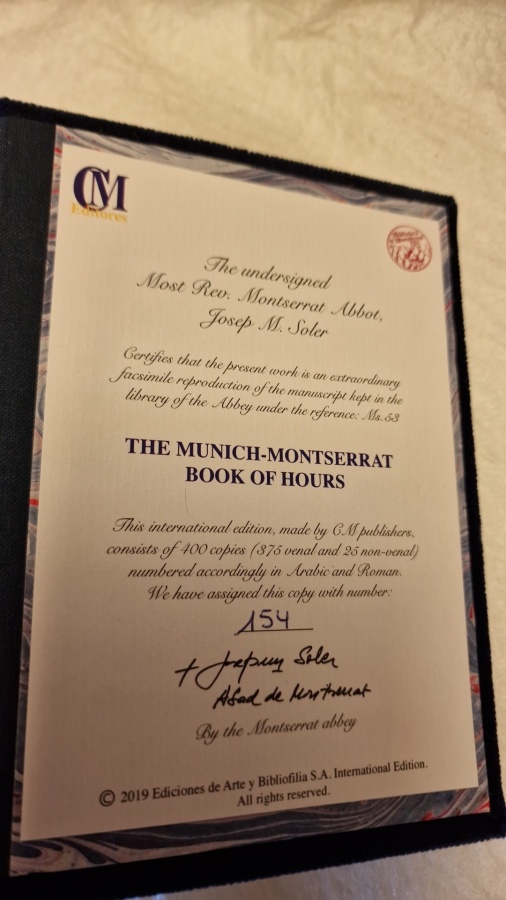 CM
Editores
The undersigned
Most Rev. Montserrat Abbot,
Josep M. Soler
Certifies that the present work is an extraordinary
facsimile reproduction of the manuscript kept in the
library of the Abbey under the reference: Ms.53
THE MUNICH-MONTSERRAT
BOOK OF HOURS
This international edition, made by CM publishers,
consists of 400 copies (375 venal and 25 non-venal)
numbered accordingly in Arabic and Roman.
We have assigned this copy with number:
154
+ Josep M Soler
Abad de Montserrat
By the Montserrat abbey
© 2019 Ediciones de Arte y Bibliofilia S.A. International Edition.
All rights reserved.